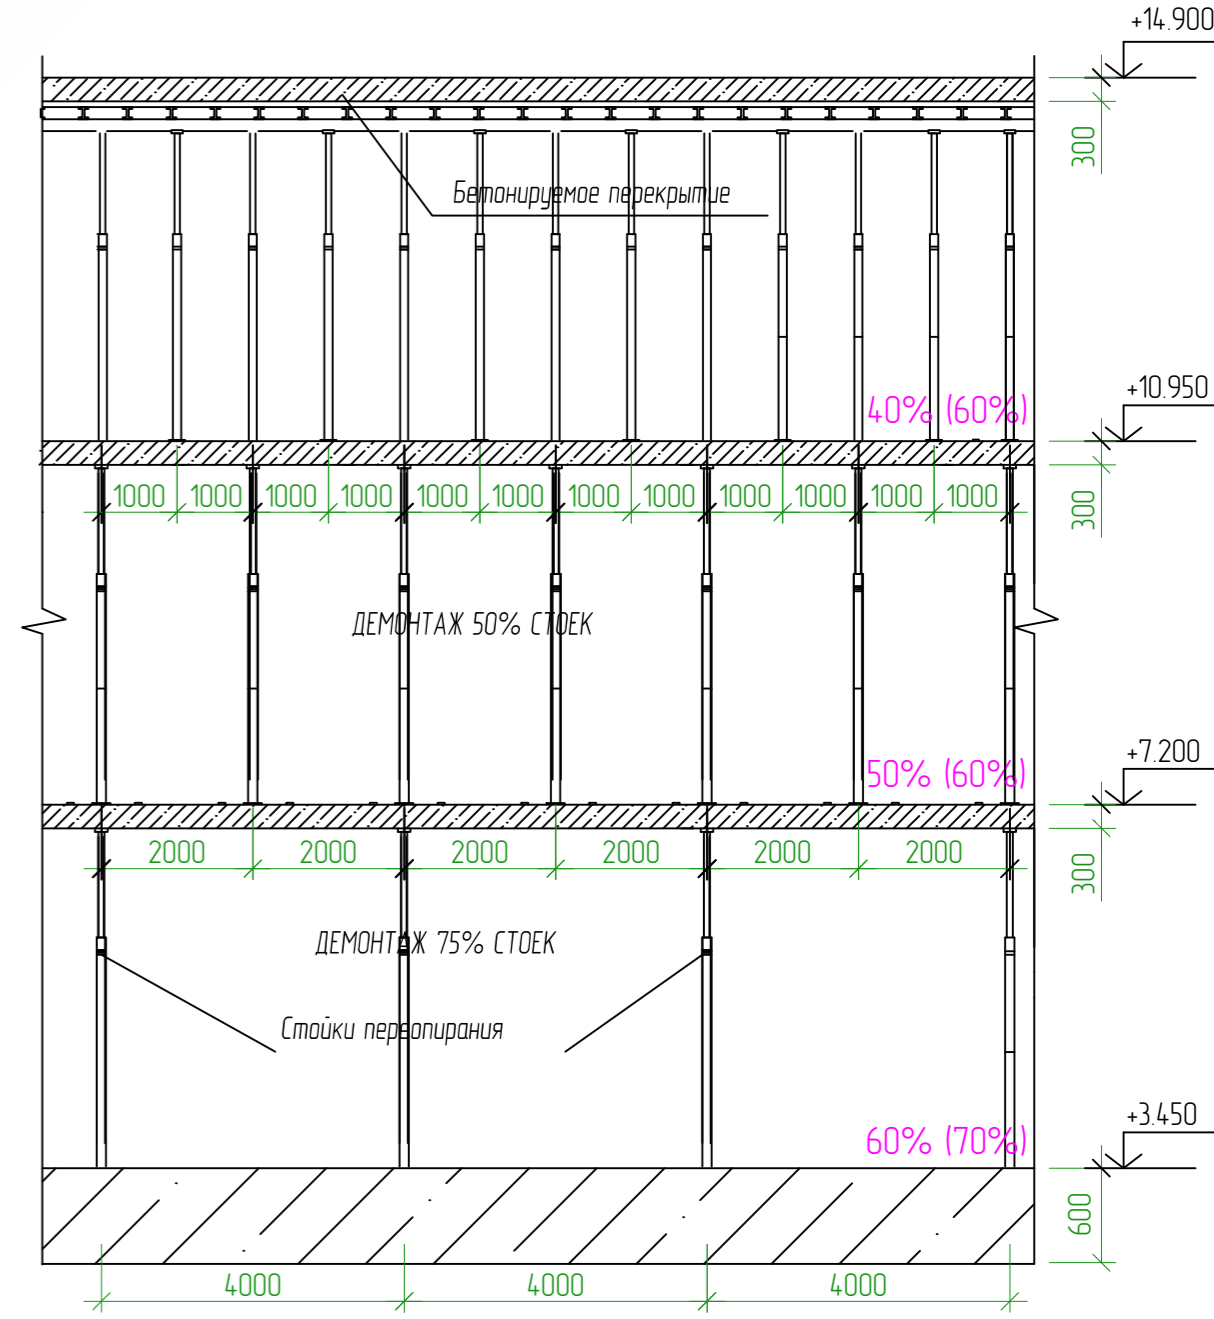 +14.900
300
Бетонируемое перекрытие
40% (60%)
+10.950
1000 1000 1000 1000 1000 1000 1000 1000 1000 1000 1000 1000
300
ДЕМОНТАЖ 50% СТОЕК
50% (60%)
+7.200
2000 2000 2000 2000 2000 2000
300
ДЕМОНТАЖ 75% СТОЕК
Стойки переопирания
60% (70%)
+3.450
600
4000 4000 4000